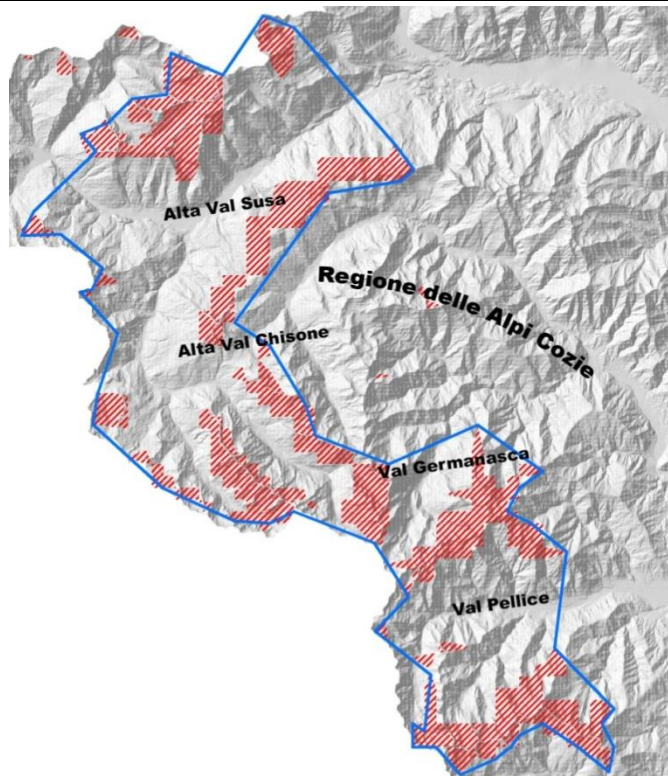 Alta Val Susa
Regione delle Alpi Cozie
Alta Val Chisone
Val Germanasca
Val Pellice